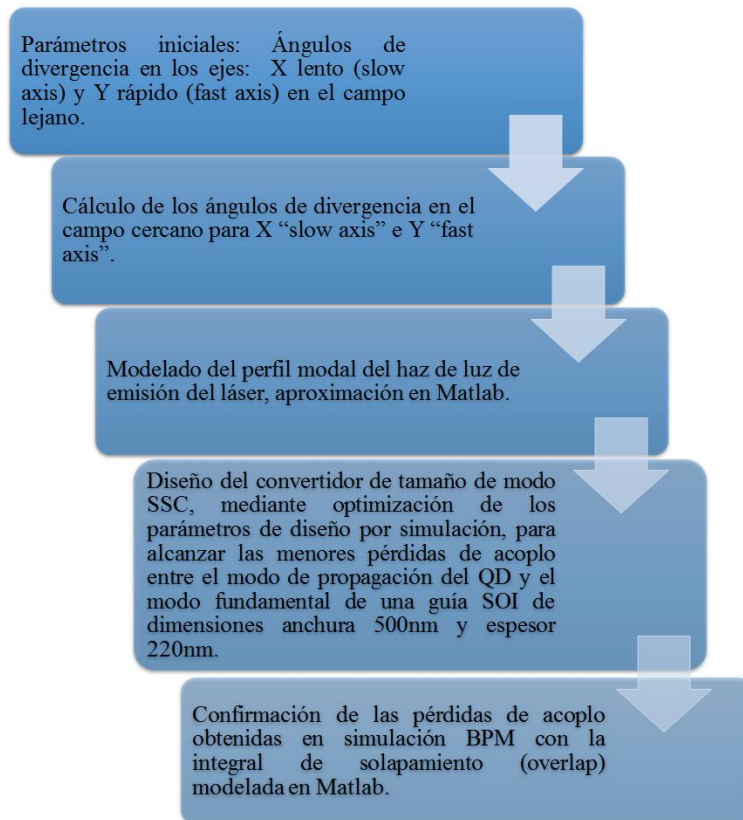 Parámetros iniciales: Ángulos de
divergencia en los ejes: X lento (slow
axis) y Y rápido (fast axis) en el campo
lejano.
Cálculo de los ángulos de divergencia en el
campo cercano para X “slow axis” e Y “fast
axis”.
Modelado del perfil modal del haz de luz de
emisión del láser, aproximación en Matlab.
Diseño del convertidor de tamaño de modo
SSC, mediante optimización de los
parámetros de diseño por simulación, para
alcanzar las menores pérdidas de acoplo
entre el modo de propagación del QD y el
modo fundamental de una guía SOI de
dimensiones anchura 500nm y espesor
220nm.
Confirmación de las pérdidas de acoplo
obtenidas en simulación BPM con la
integral de solapamiento (overlap)
modelada en Matlab.